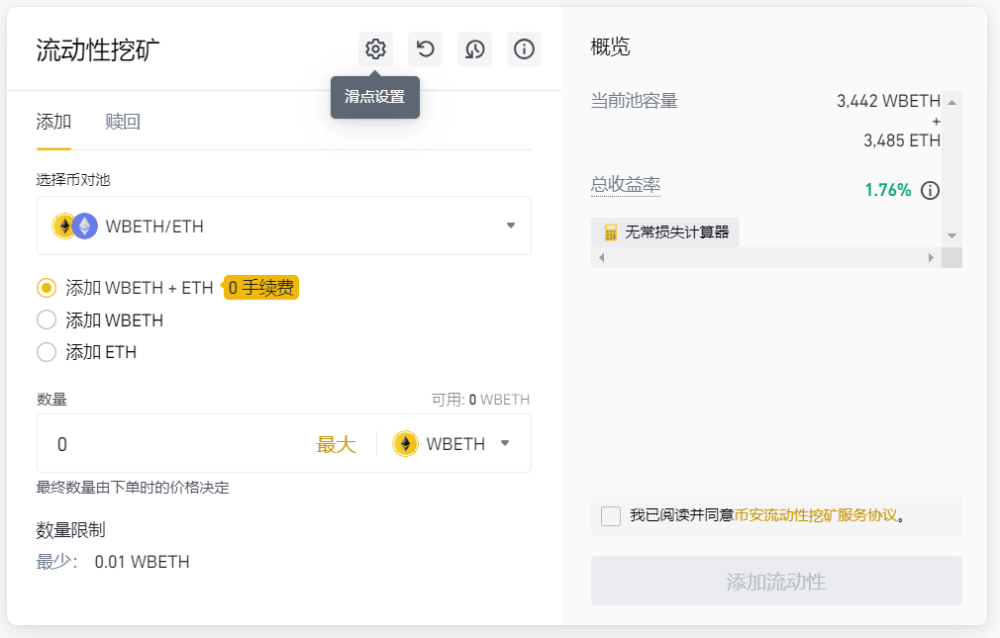 流动性挖矿
滑点设置
添加 赎回
选择币对池
WBETH/ETH
添加 WBETH + ETH 0 手续费
添加 WBETH
添加 ETH
数量 可用: 0 WBETH
0 最大 WBETH
最终数量由下单时的价格决定
数量限制
最少： 0.01 WBETH
概览
当前池容量 3,442 WBETH
+
3,485 ETH
总收益率 1.76%
无常损失计算器
我已阅读并同意币安流动性挖矿服务协议。
添加流动性